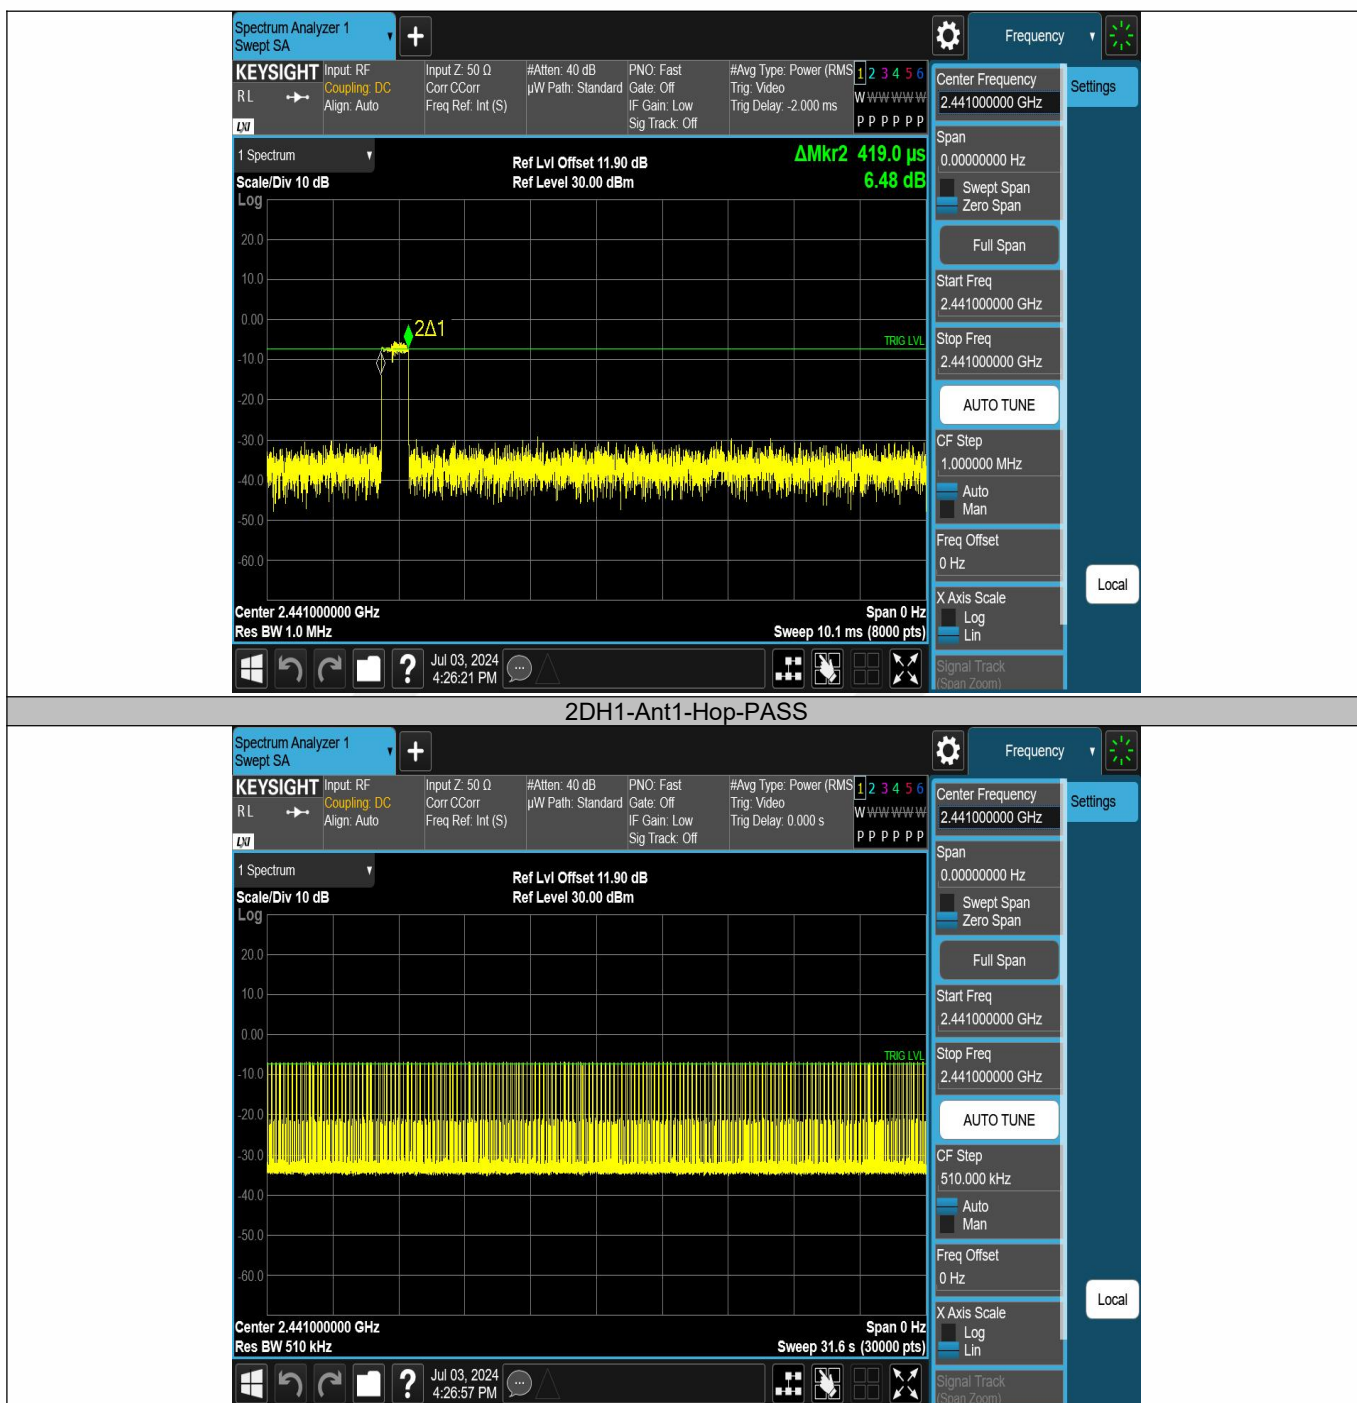 Spectrum Analyzer 1
Swept SA
+
Frequency
KEYSIGHT
RL
LXI
Input: RF
Coupling: DC
Align: Auto
Input Z: 50 Ω
Corr CCorr
Freq Ref: Int (S)
#Atten: 40 dB
µW Path: Standard
PNO: Fast
Gate: Off
IF Gain: Low
Sig Track: Off
#Avg Type: Power (RMS
Trig: Video
Trig Delay: -2.000 ms
1 2 3 4 5 6
W W W W W W
P P P P P P
1 Spectrum
Scale/Div 10 dB
Log
Ref Lvl Offset 11.90 dB
Ref Level 30.00 dBm
ΔMkr2 419.0 µs
6.48 dB
20.0
10.0
0.00
-10.0
-20.0
-30.0
-40.0
-50.0
-60.0
2Δ1
TRIG LVL
Center 2.441000000 GHz
Res BW 1.0 MHz
Span 0 Hz
Sweep 10.1 ms (8000 pts)
Jul 03, 2024
4:26:21 PM
Center Frequency
2.441000000 GHz
Settings
Span
0.00000000 Hz
Swept Span
Zero Span
Full Span
Start Freq
2.441000000 GHz
Stop Freq
2.441000000 GHz
AUTO TUNE
CF Step
1.000000 MHz
Auto
Man
Freq Offset
0 Hz
Local
X Axis Scale
Log
Lin
Signal Track
(Span Zoom)
2DH1-Ant1-Hop-PASS
Spectrum Analyzer 1
Swept SA
+
Frequency
KEYSIGHT
RL
LXI
Input: RF
Coupling: DC
Align: Auto
Input Z: 50 Ω
Corr CCorr
Freq Ref: Int (S)
#Atten: 40 dB
µW Path: Standard
PNO: Fast
Gate: Off
IF Gain: Low
Sig Track: Off
#Avg Type: Power (RMS
Trig: Video
Trig Delay: 0.000 s
1 2 3 4 5 6
W W W W W W
P P P P P P
1 Spectrum
Scale/Div 10 dB
Log
Ref Lvl Offset 11.90 dB
Ref Level 30.00 dBm
20.0
10.0
0.00
-10.0
-20.0
-30.0
-40.0
-50.0
-60.0
TRIG LVL
Center 2.441000000 GHz
Res BW 510 kHz
Span 0 Hz
Sweep 31.6 s (30000 pts)
Jul 03, 2024
4:26:57 PM
Center Frequency
2.441000000 GHz
Settings
Span
0.00000000 Hz
Swept Span
Zero Span
Full Span
Start Freq
2.441000000 GHz
Stop Freq
2.441000000 GHz
AUTO TUNE
CF Step
510.000 kHz
Auto
Man
Freq Offset
0 Hz
Local
X Axis Scale
Log
Lin
Signal Track
(Span Zoom)